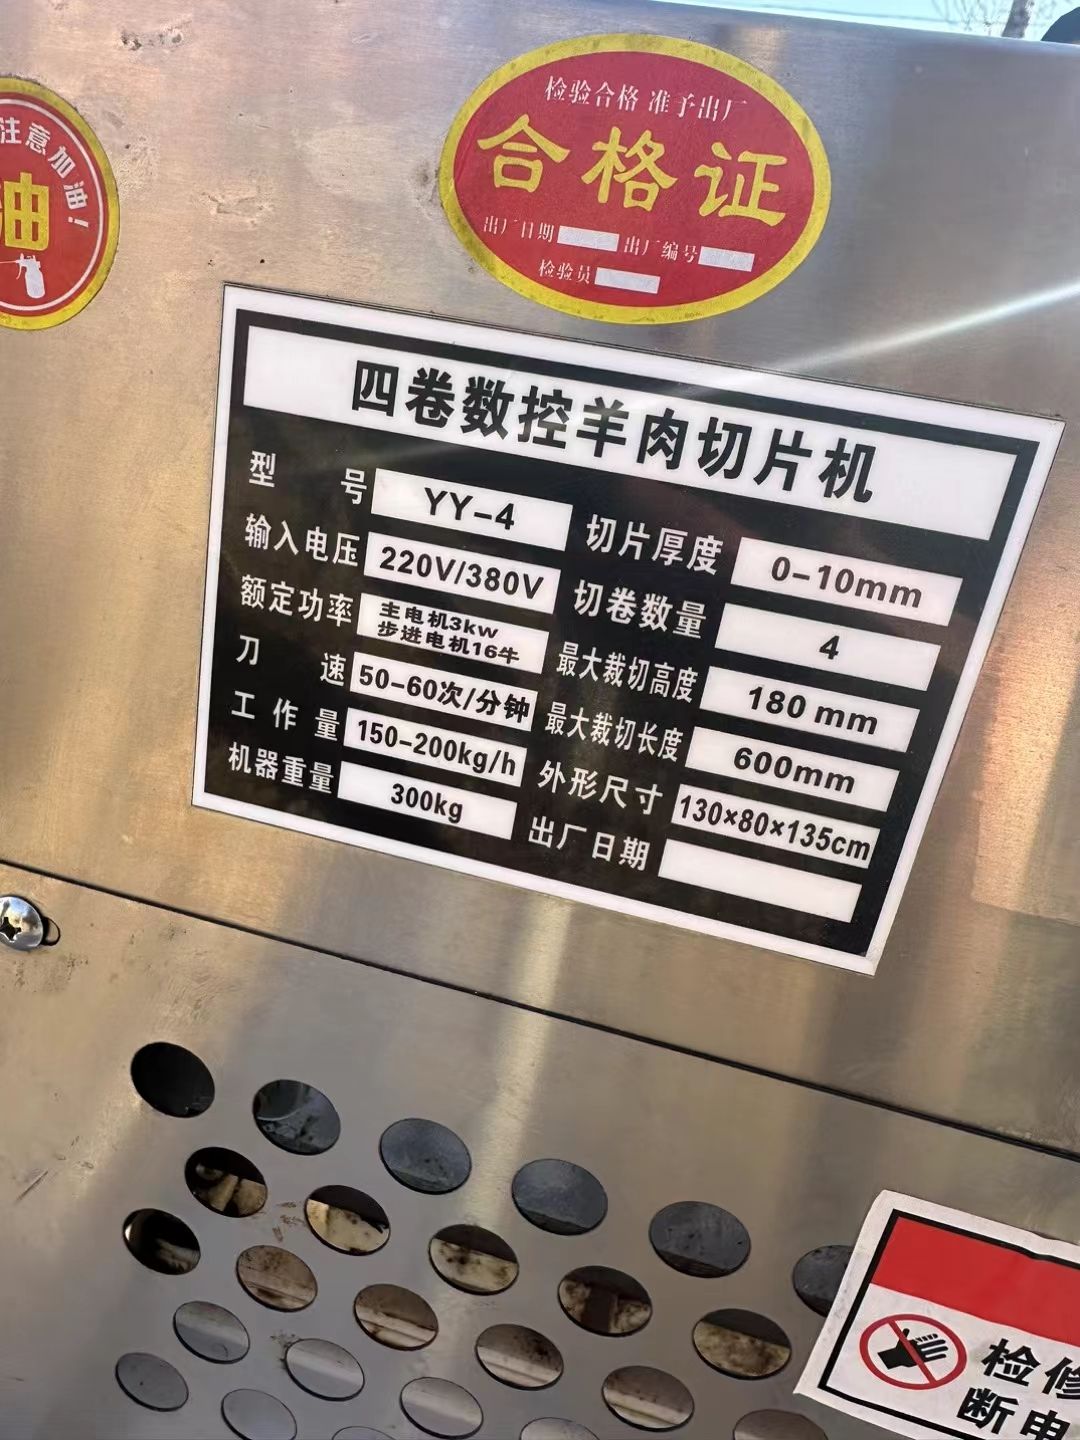 注意加油!
油
检验合格 准予出厂
合格证
出厂日期 出厂编号
检验员
四卷数控羊肉切片机
型 号 YY-4
输入电压 220V/380V
额定功率 主电机3kw
步进电机16牛
刀 速 50-60次/分钟
工作量 150-200kg/h
机器重量 300kg
切片厚度 0-10mm
切卷数量 4
最大裁切高度 180mm
最大裁切长度 600mm
外形尺寸 130×80×135cm
出厂日期
检修
断电